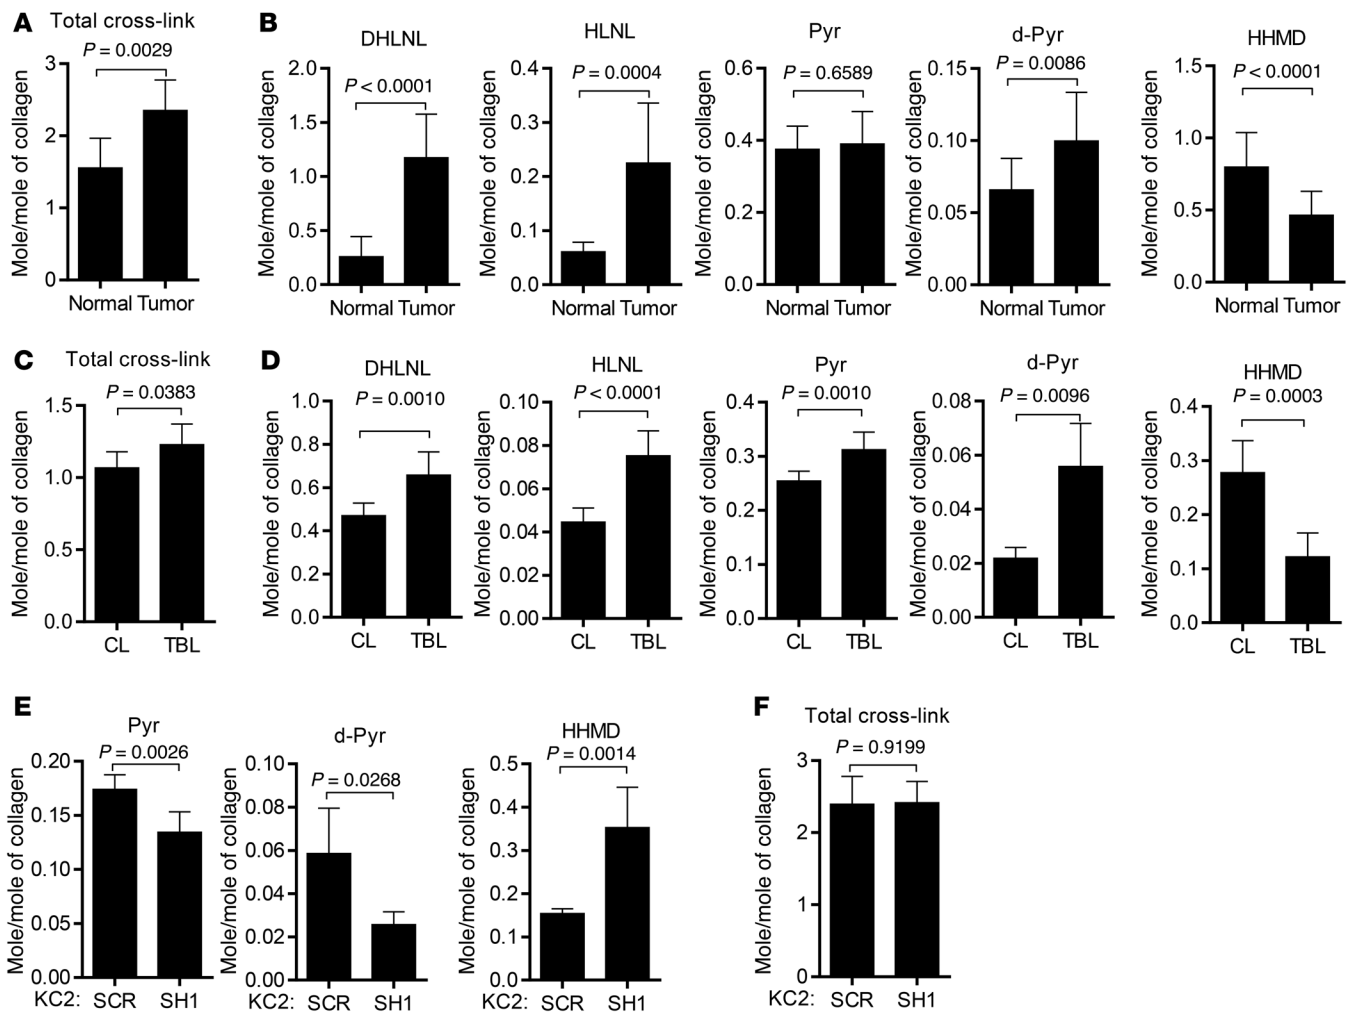 A
Total cross-link
P = 0.0029
Mole/mole of collagen
3
2
1
0
Normal Tumor
B
DHLNL
P < 0.0001
Mole/mole of collagen
2.0
1.5
1.0
0.5
0.0
Normal Tumor
HLNL
P = 0.0004
Mole/mole of collagen
0.4
0.3
0.2
0.1
0.0
Normal Tumor
Pyr
P = 0.6589
Mole/mole of collagen
0.6
0.4
0.2
0.0
Normal Tumor
d-Pyr
P = 0.0086
Mole/mole of collagen
0.15
0.10
0.05
0.00
Normal Tumor
HHMD
P < 0.0001
Mole/mole of collagen
1.5
1.0
0.5
0.0
Normal Tumor
C
Total cross-link
P = 0.0383
Mole/mole of collagen
1.5
1.0
0.5
0.0
CL TBL
D
DHLNL
P = 0.0010
Mole/mole of collagen
1.0
0.8
0.6
0.4
0.2
0.0
CL TBL
HLNL
P < 0.0001
Mole/mole of collagen
0.10
0.08
0.06
0.04
0.02
0.00
CL TBL
Pyr
P = 0.0010
Mole/mole of collagen
0.4
0.3
0.2
0.1
0.0
CL TBL
d-Pyr
P = 0.0096
Mole/mole of collagen
0.08
0.06
0.04
0.02
0.00
CL TBL
HHMD
P = 0.0003
Mole/mole of collagen
0.4
0.3
0.2
0.1
0.0
CL TBL
E
Pyr
P = 0.0026
Mole/mole of collagen
0.20
0.15
0.10
0.05
0.00
KC2: SCR SH1
d-Pyr
P = 0.0268
Mole/mole of collagen
0.10
0.08
0.06
0.04
0.02
0.00
KC2: SCR SH1
HHMD
P = 0.0014
Mole/mole of collagen
0.5
0.4
0.3
0.2
0.1
0.0
KC2: SCR SH1
F
Total cross-link
P = 0.9199
Mole/mole of collagen
3
2
1
0
KC2: SCR SH1